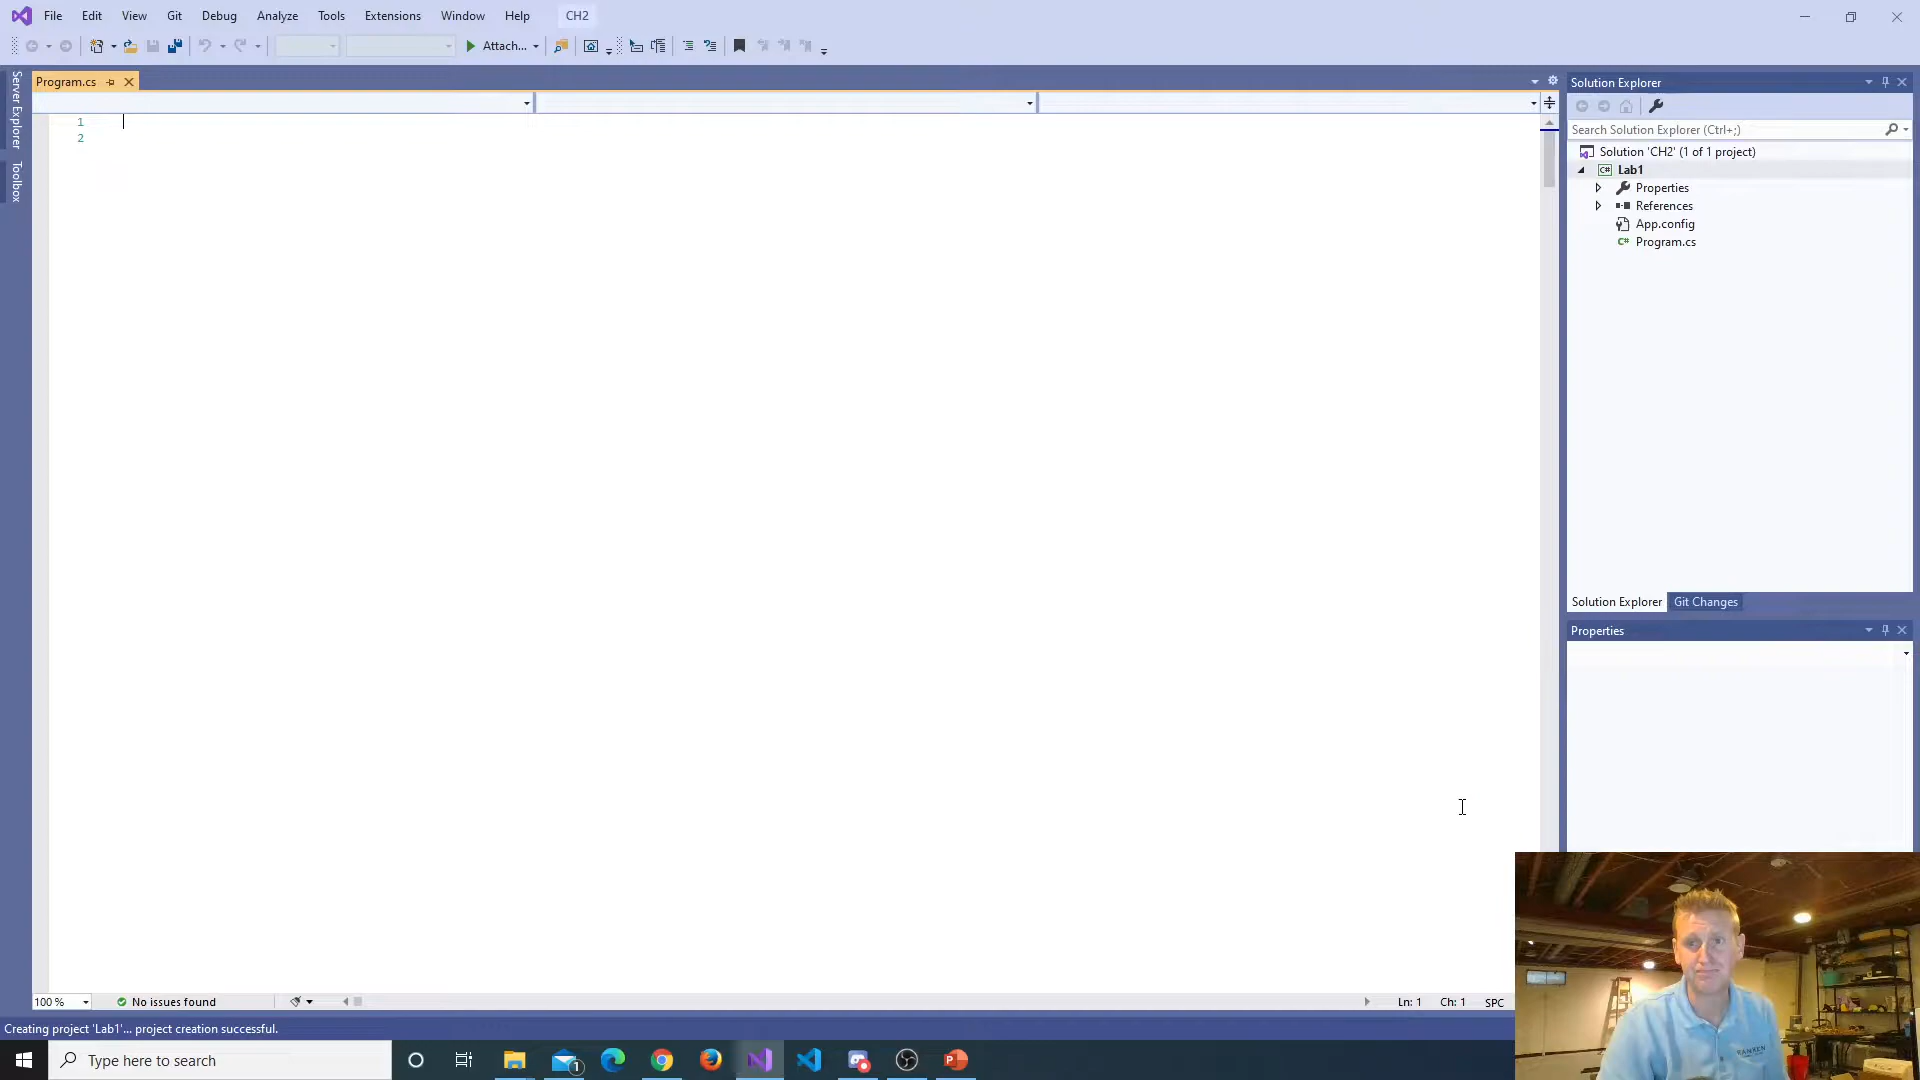 File Edit View Git Debug Analyze Tools Extensions Window Help CH2
Attach...
Server Explorer
Toolbox
Program.cs
1
2
Solution Explorer
Search Solution Explorer (Ctrl+;)
Solution 'CH2' (1 of 1 project)
C# Lab1
Properties
References
App.config
C# Program.cs
Solution Explorer Git Changes
Properties
100 % No issues found Ln: 1 Ch: 1 SPC
Creating project 'Lab1'... project creation successful.
Type here to search
1
RANKEN